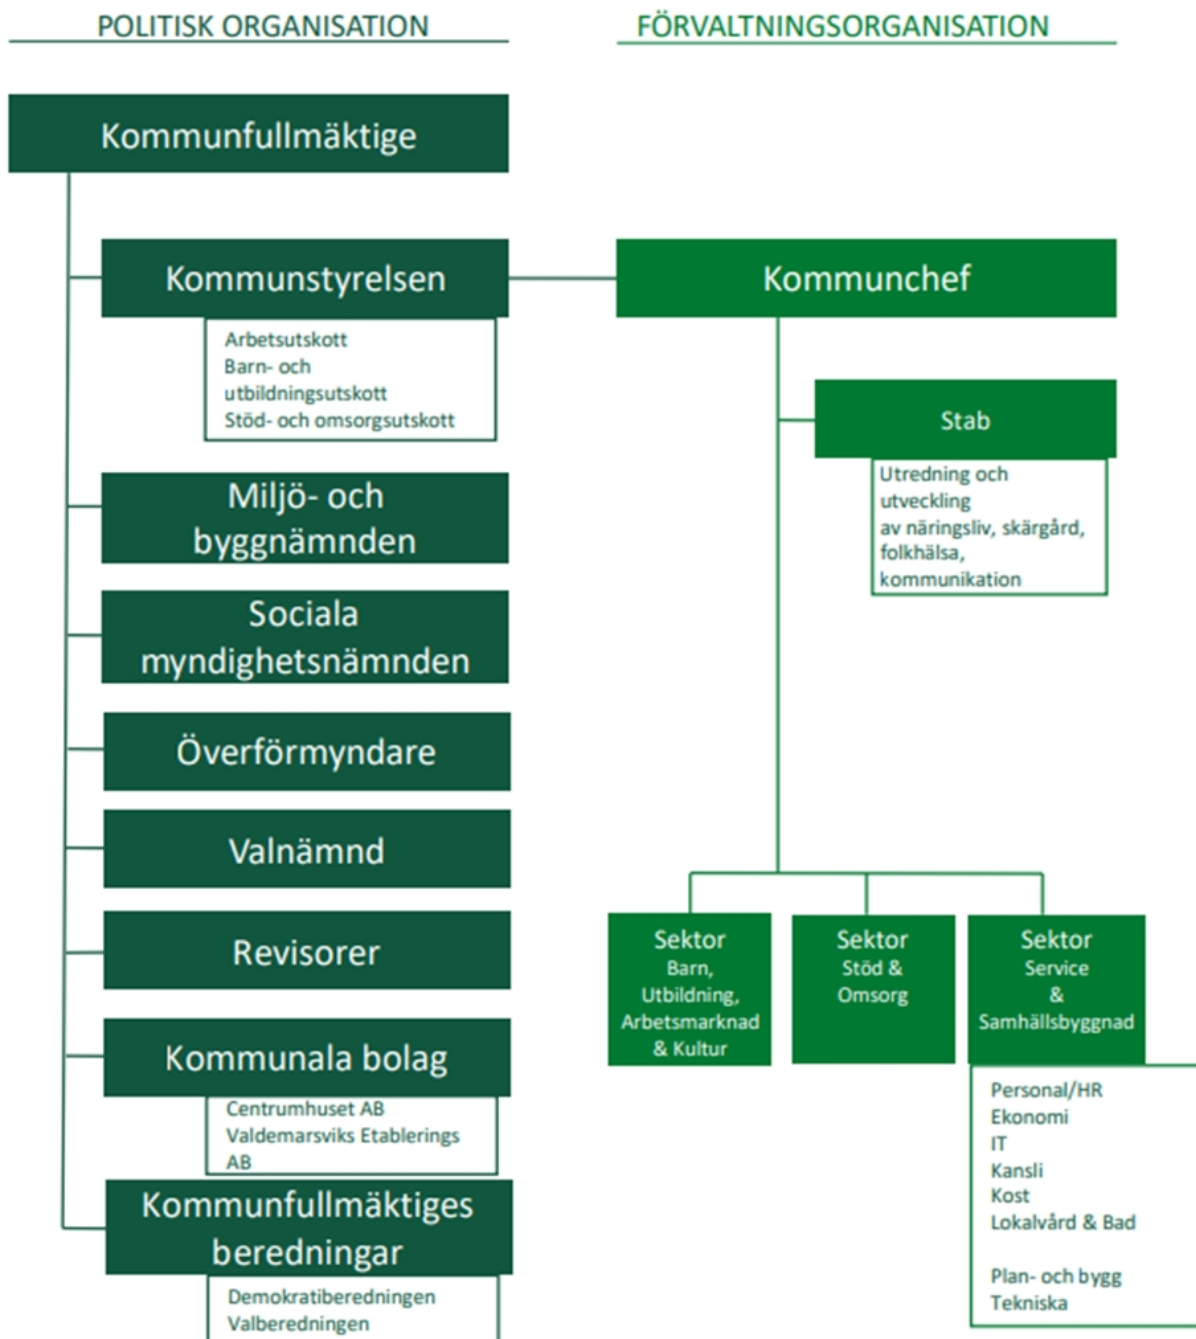 POLITISK ORGANISATION
Kommunfullmäktige
Kommunstyrelsen
Arbetsutskott
Barn- och
utbildningsutskott
Stöd- och omsorgsutskott
Miljö- och
byggnämnden
Sociala
myndighetsnämnden
Överförmyndare
Valnämnd
Revisorer
Kommunala bolag
Centrumhuset AB
Valdemarsviks Etablerings
AB
Kommunfullmäktiges
beredningar
Demokratiberedningen
Valberedningen
FÖRVALTNINGSORGANISATION
Kommunchef
Stab
Utredning och
utveckling
av näringsliv, skärgård,
folkhälsa,
kommunikation
Sektor
Barn,
Utbildning,
Arbetsmarknad
& Kultur
Sektor
Stöd &
Omsorg
Sektor
Service
&
Samhällsbyggnad
Personal/HR
Ekonomi
IT
Kansli
Kost
Lokalvård & Bad
Plan- och bygg
Tekniska